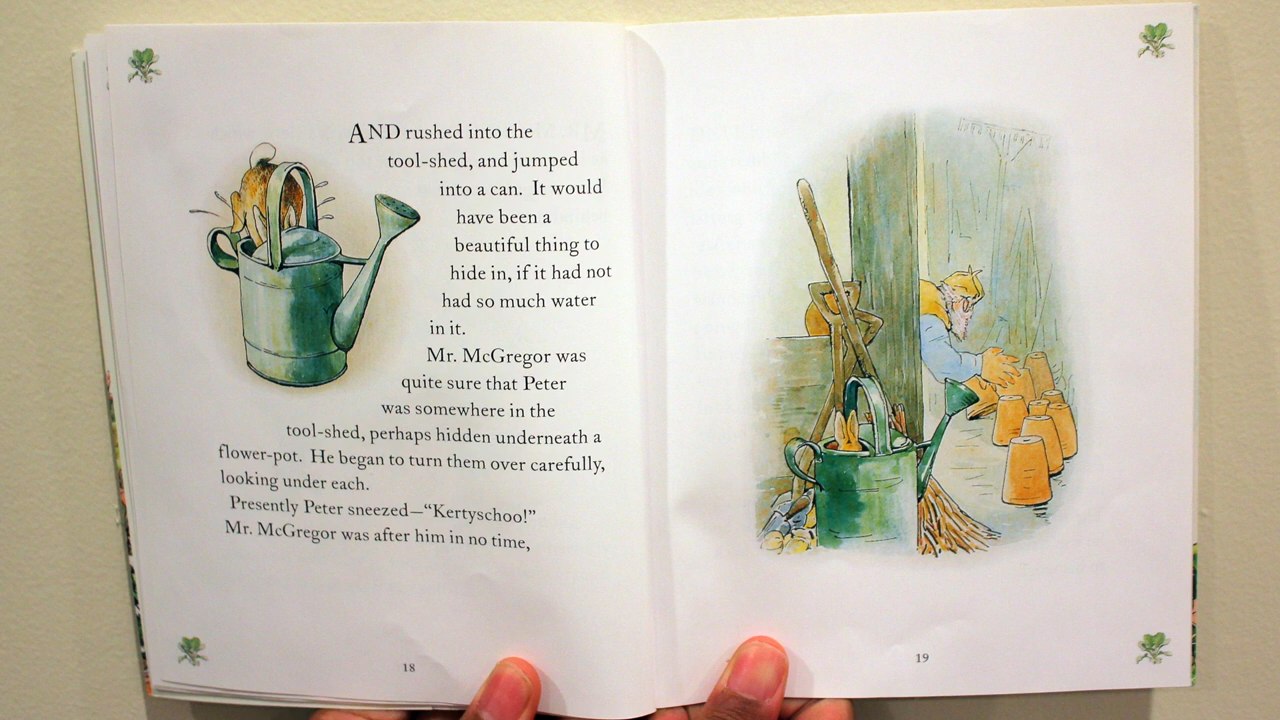 AND rushed into the
tool-shed, and jumped
into a can. It would
have been a
beautiful thing to
hide in, if it had not
had so much water
in it.
Mr. McGregor was
quite sure that Peter
was somewhere in the
tool-shed, perhaps hidden underneath a
flower-pot. He began to turn them over carefully,
looking under each.
Presently Peter sneezed—“Kertyschoo!”
Mr. McGregor was after him in no time,
18
19